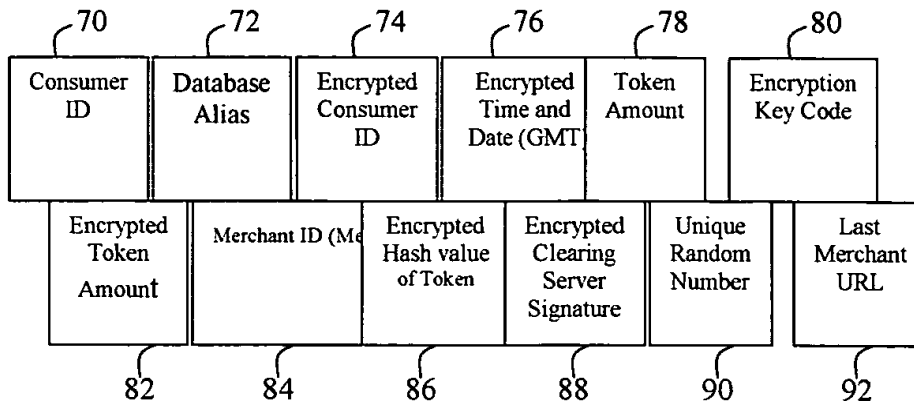 70 72 74 76 78 80
Consumer
ID
Database
Alias
Encrypted
Consumer
ID
Encrypted
Time and
Date (GMT
Token
Amount
Encryption
Key Code
Encrypted
Token
Amount
Merchant ID (Me
Encrypted
Hash value
of Token
Encrypted
Clearing
Server
Signature
Unique
Random
Number
Last
Merchant
URL
82 84 86 88 90 92